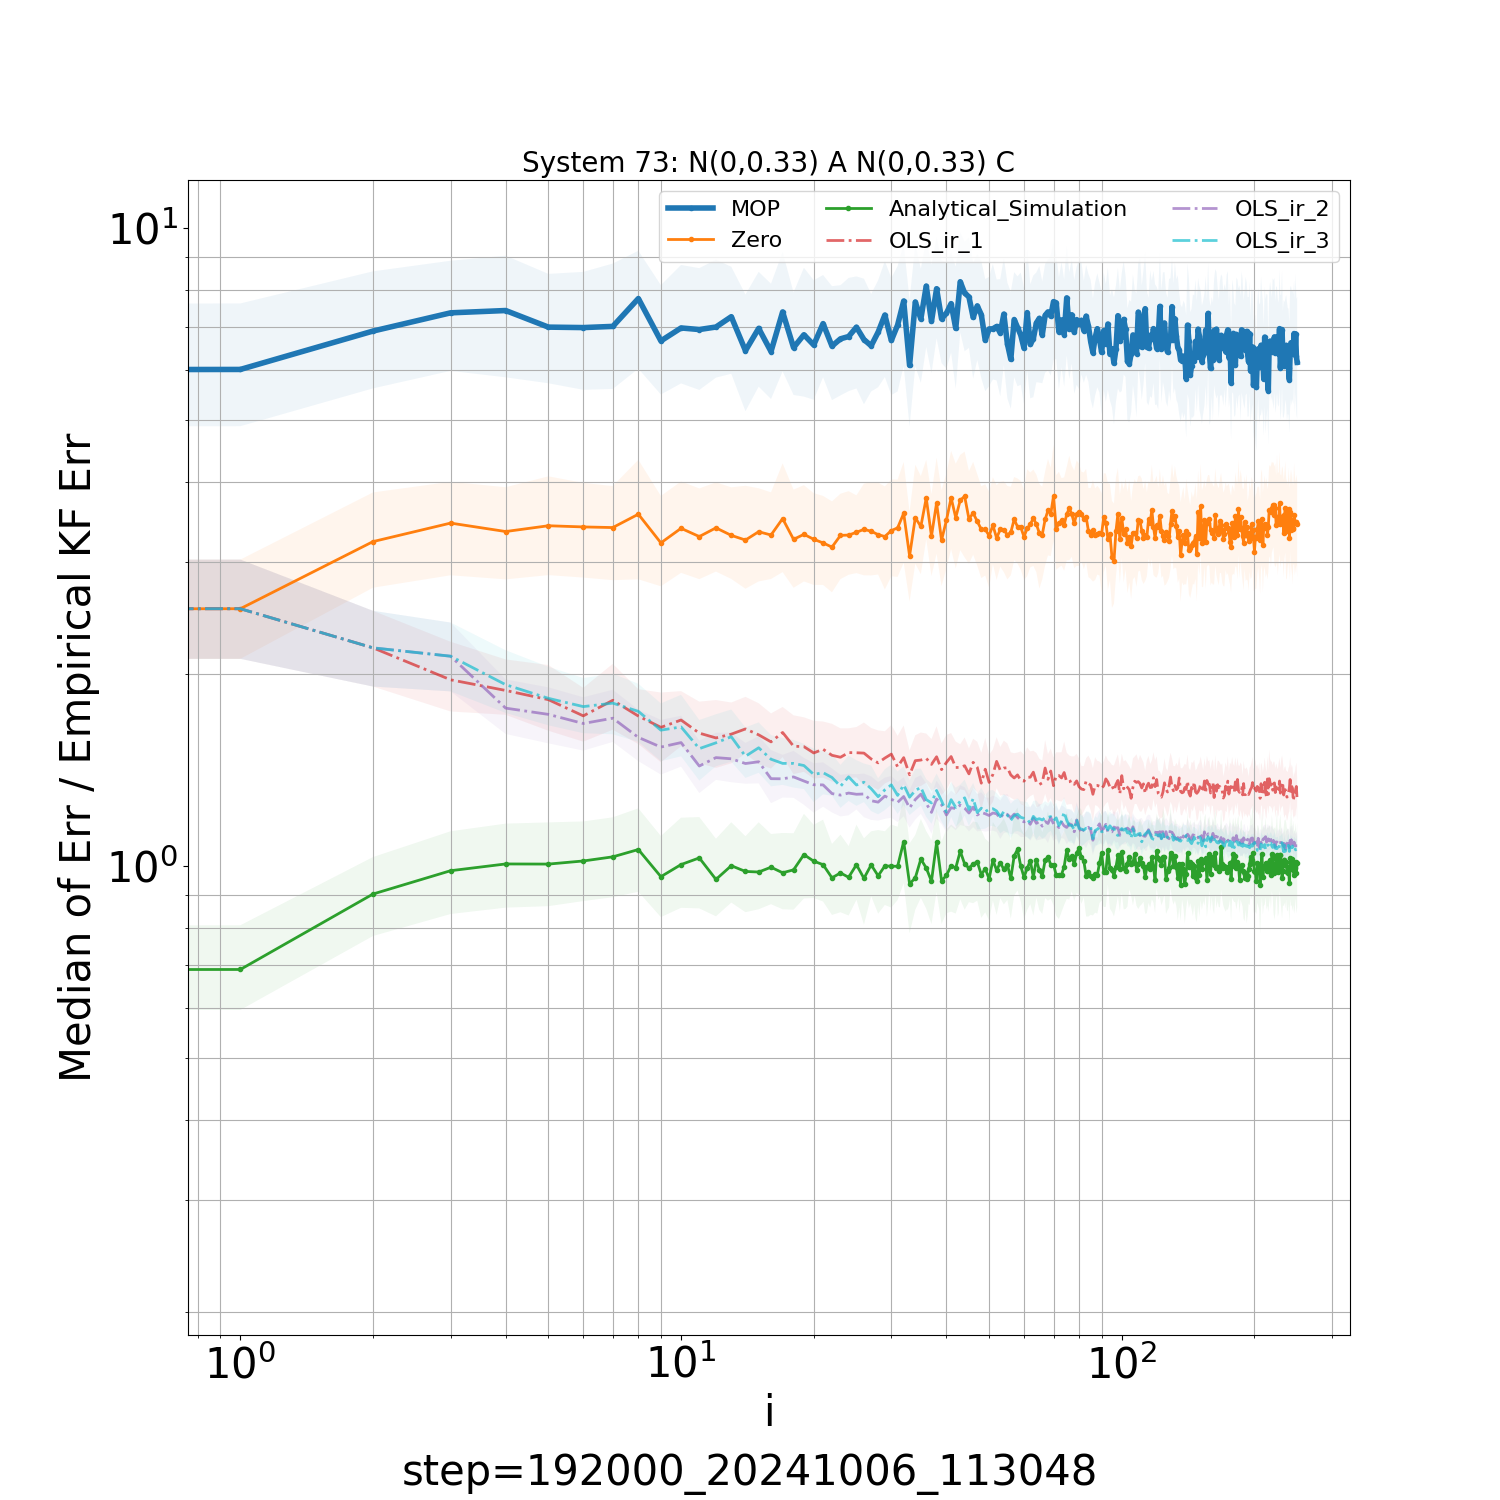 System 73: N(0,0.33) A N(0,0.33) C
MOP
Zero
Analytical_Simulation
OLS_ir_1
OLS_ir_2
OLS_ir_3
10¹
10⁰
Median of Err / Empirical KF Err
10⁰ 10¹ 10²
i
step=192000_20241006_113048